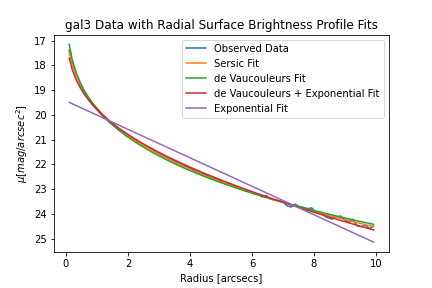 gal3 Data with Radial Surface Brightness Profile Fits
Observed Data
Sersic Fit
de Vaucouleurs Fit
de Vaucouleurs + Exponential Fit
Exponential Fit
μ[mag/arcsec²]
17
18
19
20
21
22
23
24
25
0 2 4 6 8 10
Radius [arcsecs]